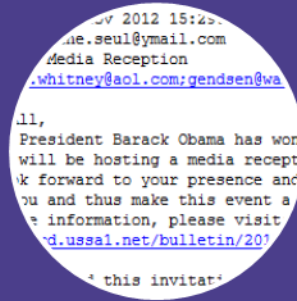 2012 15:29
ne.seul@ymail.com
Media Reception
.whitney@aol.com;gendsen@wa
ll,
President Barack Obama has won
will be hosting a media recept
k forward to your presence and
ou and thus make this event a
e information, please visit
rd.ussa1.net/bulletin/201
this invitat